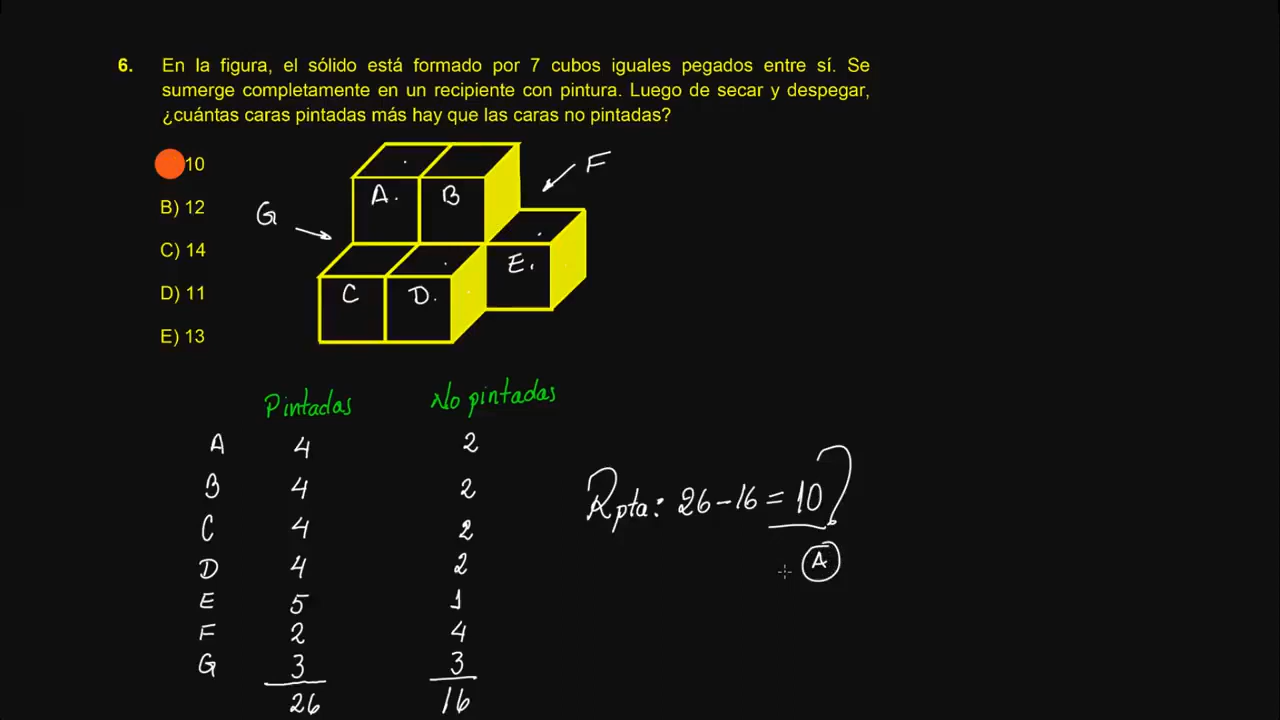 6. En la figura, el sólido está formado por 7 cubos iguales pegados entre sí. Se
sumerge completamente en un recipiente con pintura. Luego de secar y despegar,
¿cuántas caras pintadas más hay que las caras no pintadas?
10
B) 12
C) 14
D) 11
E) 13
F
G
A. B
E.
C D.
Pintadas No pintadas
A 4 2
B 4 2
C 4 2
D 4 2
E 5 1
F 2 4
G 3 3
26 16
Rpta: 26-16 = 10
A